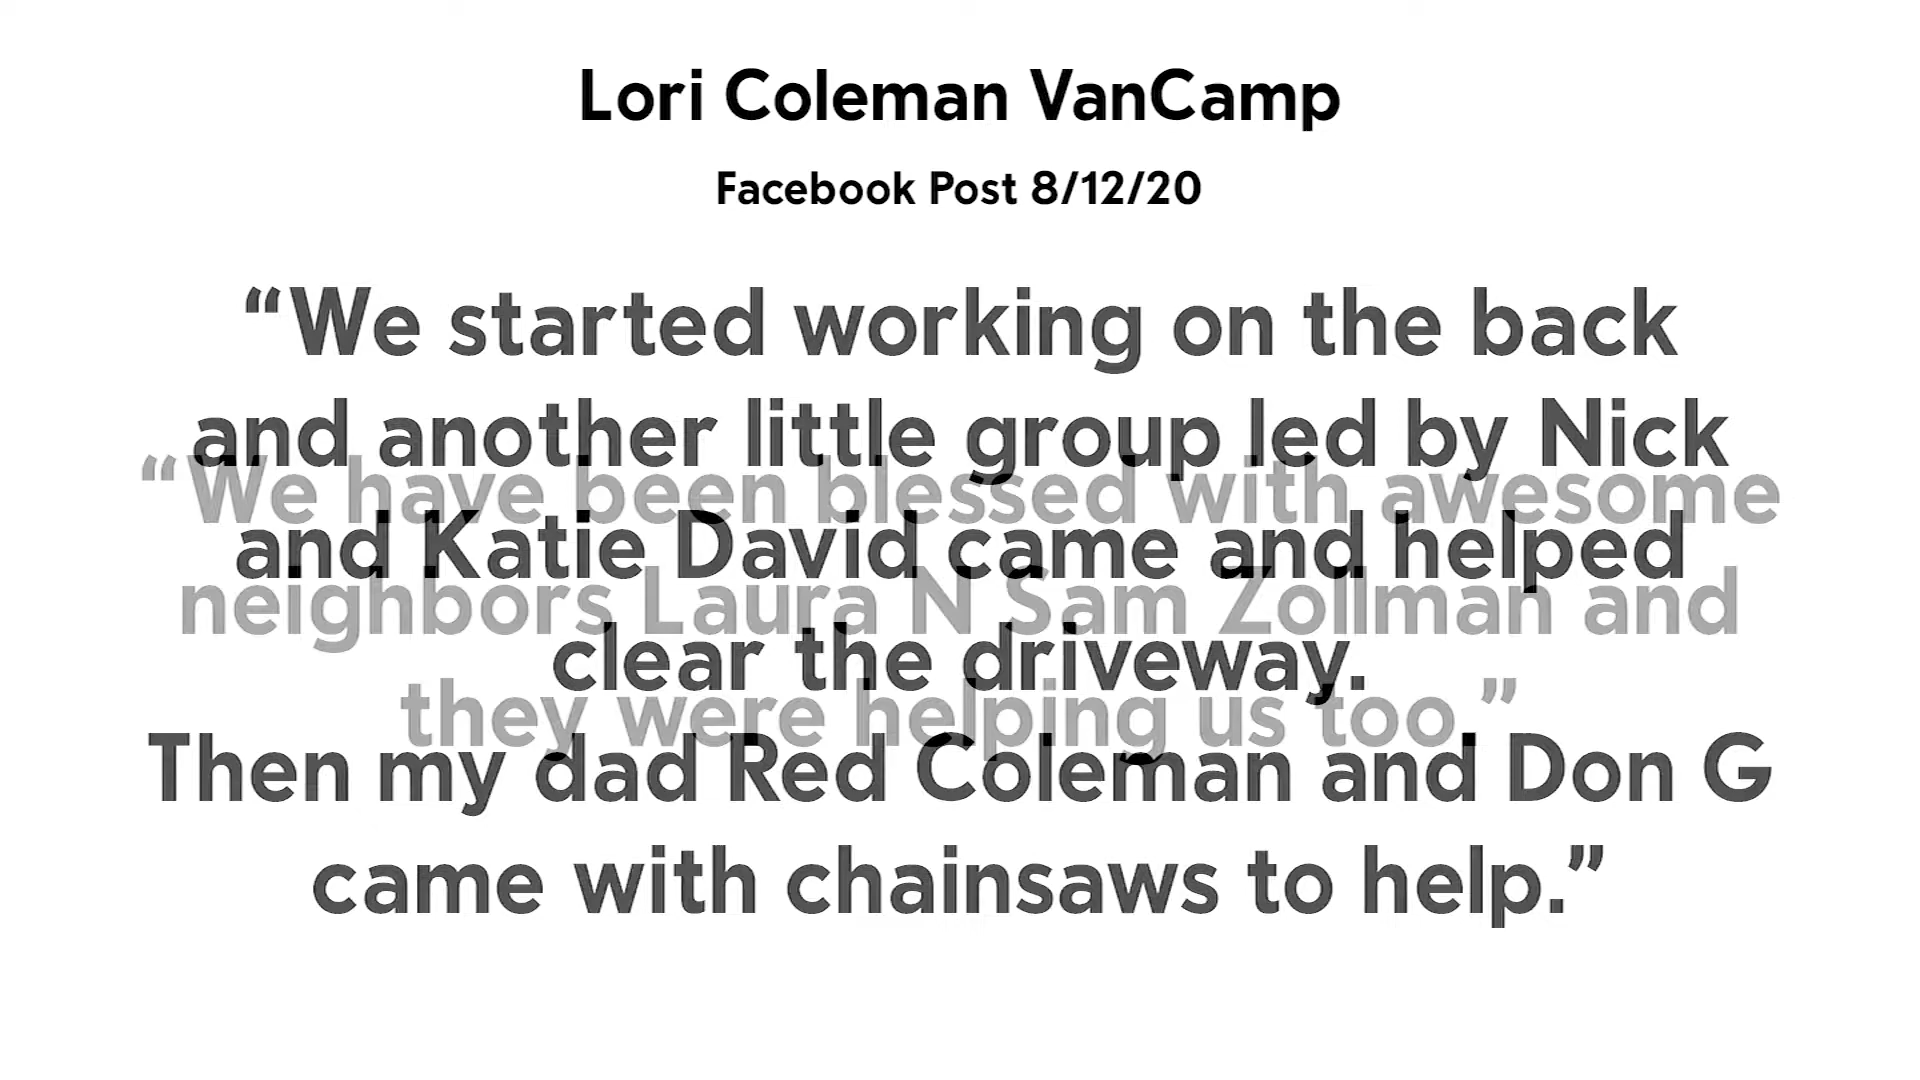 Lori Coleman VanCamp
Facebook Post 8/12/20
“We started working on the back
and another little group led by Nick
and Katie David came and helped
clear the driveway.
Then my dad Red Coleman and Don G
came with chainsaws to help.”
“We have been blessed with awesome
neighbors Laura N Sam Zollman and
they were helping us too.”